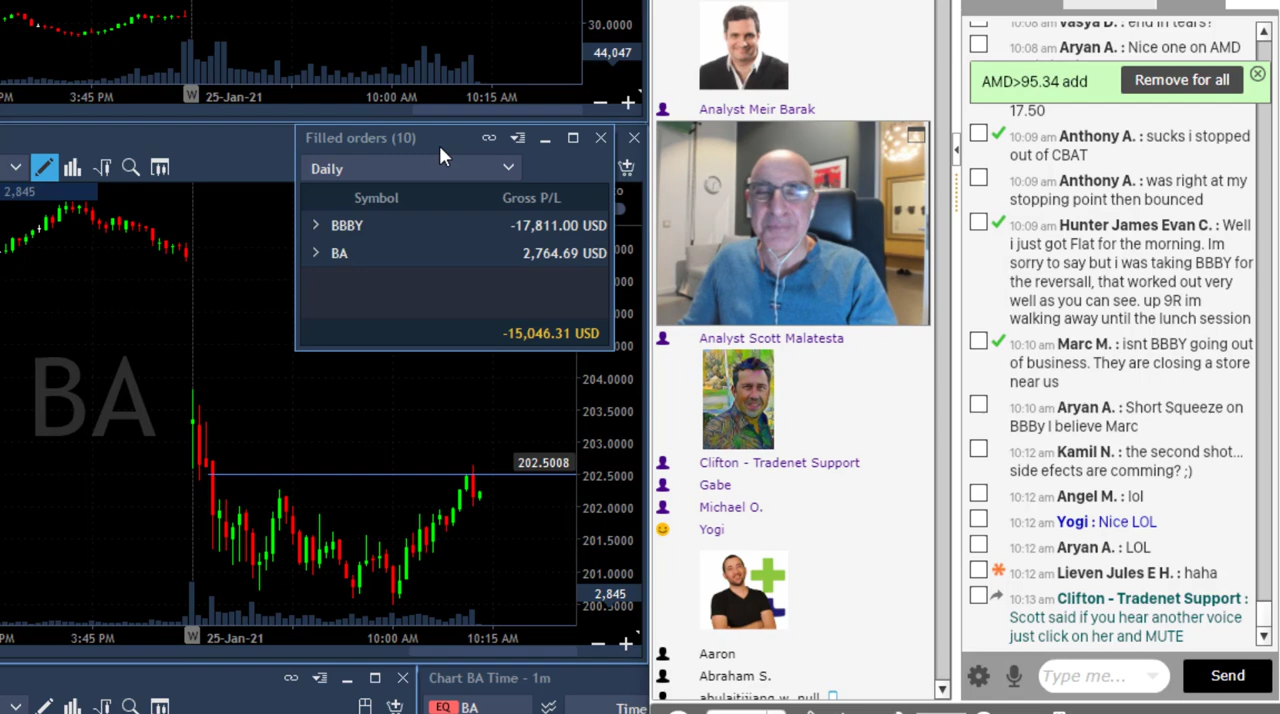 30.0000
44,047
PM
3:45 PM
W
25-Jan-21
10:00 AM
10:15 AM
Filled orders (10)
Daily
Symbol
Gross P/L
BBBY
-17,811.00 USD
BA
2,764.69 USD
-15,046.31 USD
2,845
BA
204.0000
203.5000
203.0000
202.5008
202.5000
202.0000
201.5000
201.0000
2,845
200.5000
PM
3:45 PM
W
25-Jan-21
10:00 AM
10:15 AM
Chart BA Time - 1m
EQ BA
Time
Analyst Meir Barak
Analyst Scott Malatesta
Clifton - Tradenet Support
Gabe
Michael O.
Yogi
Aaron
Abraham S.
10:08 am Vasya D. : end in tears?
10:08 am Aryan A. : Nice one on AMD
AMD>95.34 add
Remove for all
17.50
10:09 am Anthony A. : sucks i stopped
out of CBAT
10:09 am Anthony A. : was right at my
stopping point then bounced
10:09 am Hunter James Evan C. : Well
i just got Flat for the morning. Im
sorry to say but i was taking BBBY for
the reversall, that worked out very
well as you can see. up 9R im
walking away until the lunch session
10:10 am Marc M. : isnt BBBY going out
of business. They are closing a store
near us
10:10 am Aryan A. : Short Squeeze on
BBBy I believe Marc
10:12 am Kamil N. : the second shot...
side efects are comming? ;)
10:12 am Angel M. : lol
10:12 am Yogi : Nice LOL
10:12 am Aryan A. : LOL
10:12 am Lieven Jules E H. : haha
10:13 am Clifton - Tradenet Support :
Scott said if you hear another voice
just click on her and MUTE
Type me...
Send